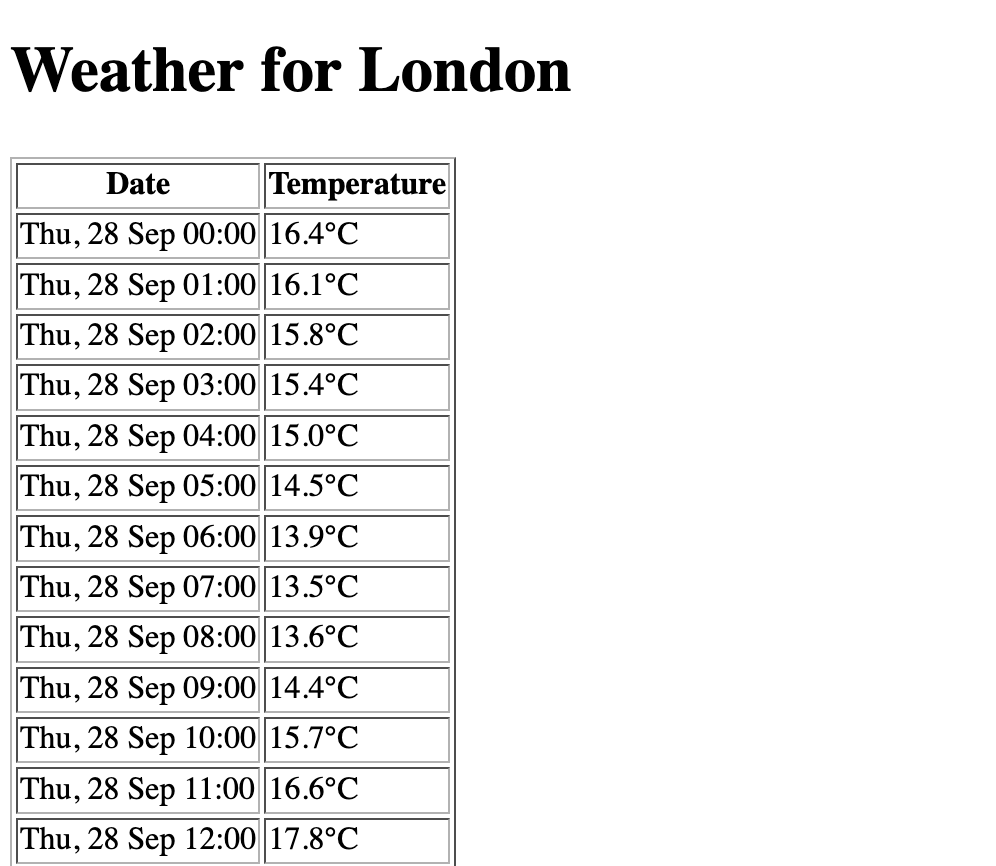 Weather for London
Date Temperature
Thu, 28 Sep 00:00 16.4°C
Thu, 28 Sep 01:00 16.1°C
Thu, 28 Sep 02:00 15.8°C
Thu, 28 Sep 03:00 15.4°C
Thu, 28 Sep 04:00 15.0°C
Thu, 28 Sep 05:00 14.5°C
Thu, 28 Sep 06:00 13.9°C
Thu, 28 Sep 07:00 13.5°C
Thu, 28 Sep 08:00 13.6°C
Thu, 28 Sep 09:00 14.4°C
Thu, 28 Sep 10:00 15.7°C
Thu, 28 Sep 11:00 16.6°C
Thu, 28 Sep 12:00 17.8°C